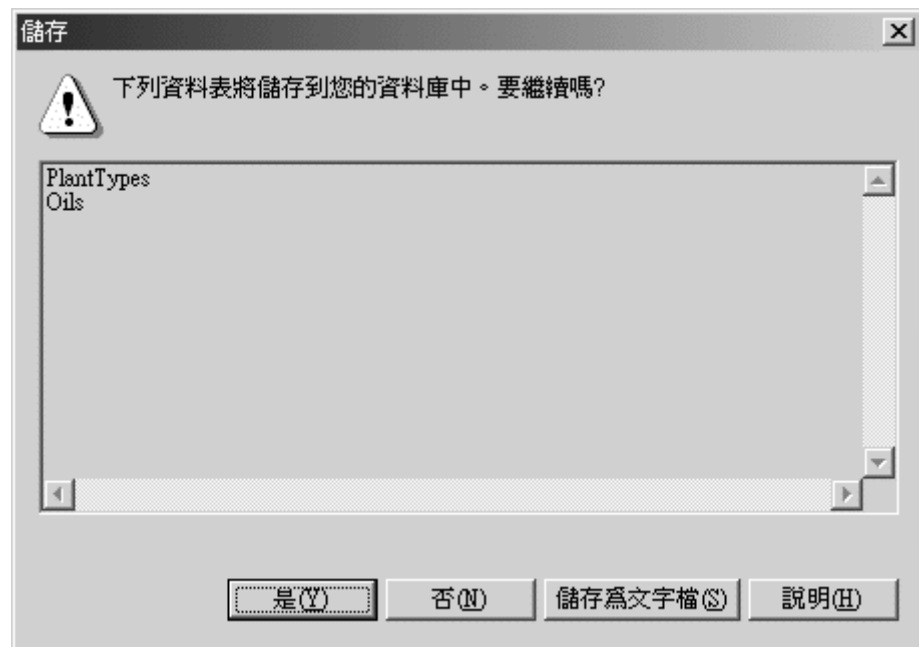 儲存
下列資料表將儲存到您的資料庫中。要繼續嗎?
PlantTypes
Oils
是(Y) 否(N) 儲存為文字檔(S) 說明(H)